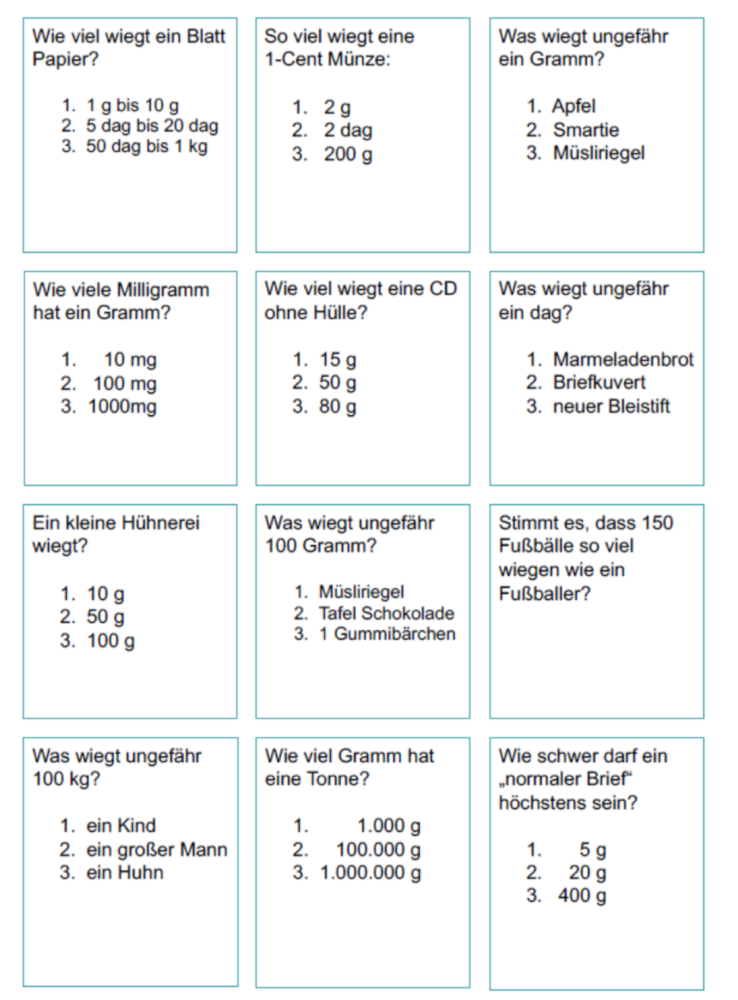 Wie viel wiegt ein Blatt
Papier?
1. 1 g bis 10 g
2. 5 dag bis 20 dag
3. 50 dag bis 1 kg
So viel wiegt eine
1-Cent Münze:
1. 2 g
2. 2 dag
3. 200 g
Was wiegt ungefähr
ein Gramm?
1. Apfel
2. Smartie
3. Müsliriegel
Wie viele Milligramm
hat ein Gramm?
1. 10 mg
2. 100 mg
3. 1000mg
Wie viel wiegt eine CD
ohne Hülle?
1. 15 g
2. 50 g
3. 80 g
Was wiegt ungefähr
ein dag?
1. Marmeladenbrot
2. Briefkuvert
3. neuer Bleistift
Ein kleine Hühnerei
wiegt?
1. 10 g
2. 50 g
3. 100 g
Was wiegt ungefähr
100 Gramm?
1. Müsliriegel
2. Tafel Schokolade
3. 1 Gummibärchen
Stimmt es, dass 150
Fußbälle so viel
wiegen wie ein
Fußballer?
Was wiegt ungefähr
100 kg?
1. ein Kind
2. ein großer Mann
3. ein Huhn
Wie viel Gramm hat
eine Tonne?
1. 1.000 g
2. 100.000 g
3. 1.000.000 g
Wie schwer darf ein
„normaler Brief“
höchstens sein?
1. 5 g
2. 20 g
3. 400 g